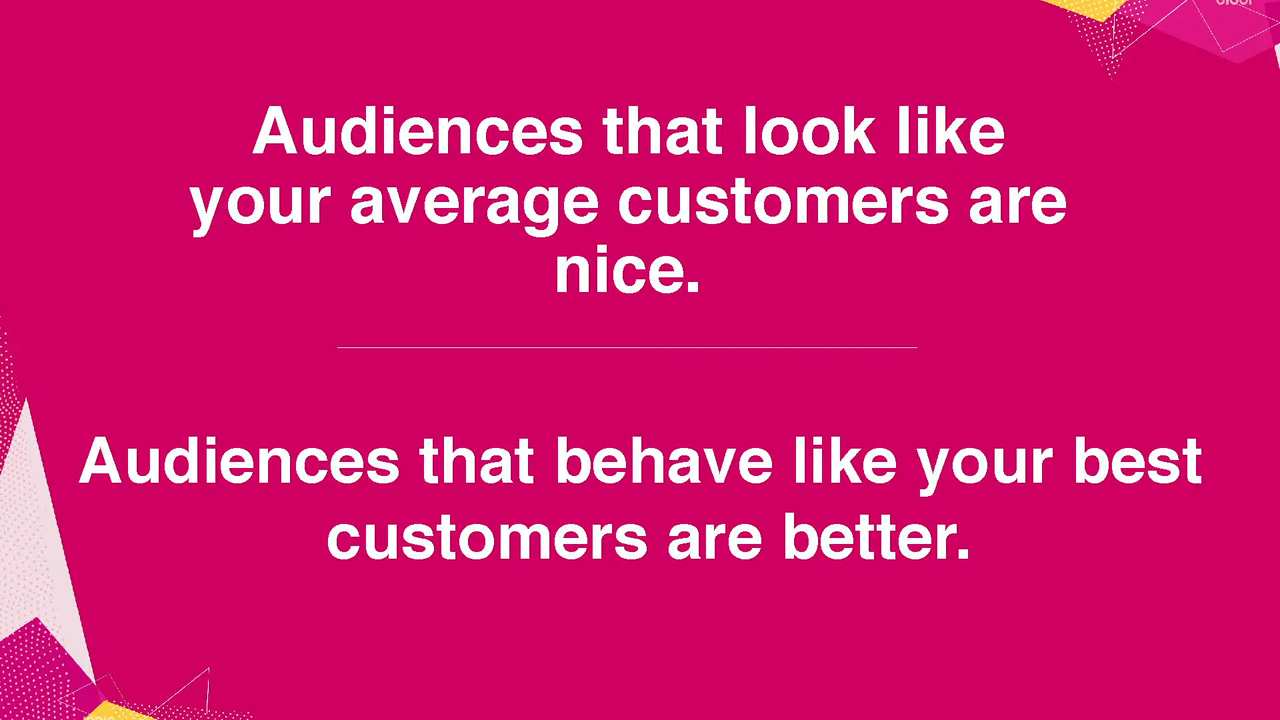 Audiences that look like
your average customers are
nice.
Audiences that behave like your best
customers are better.